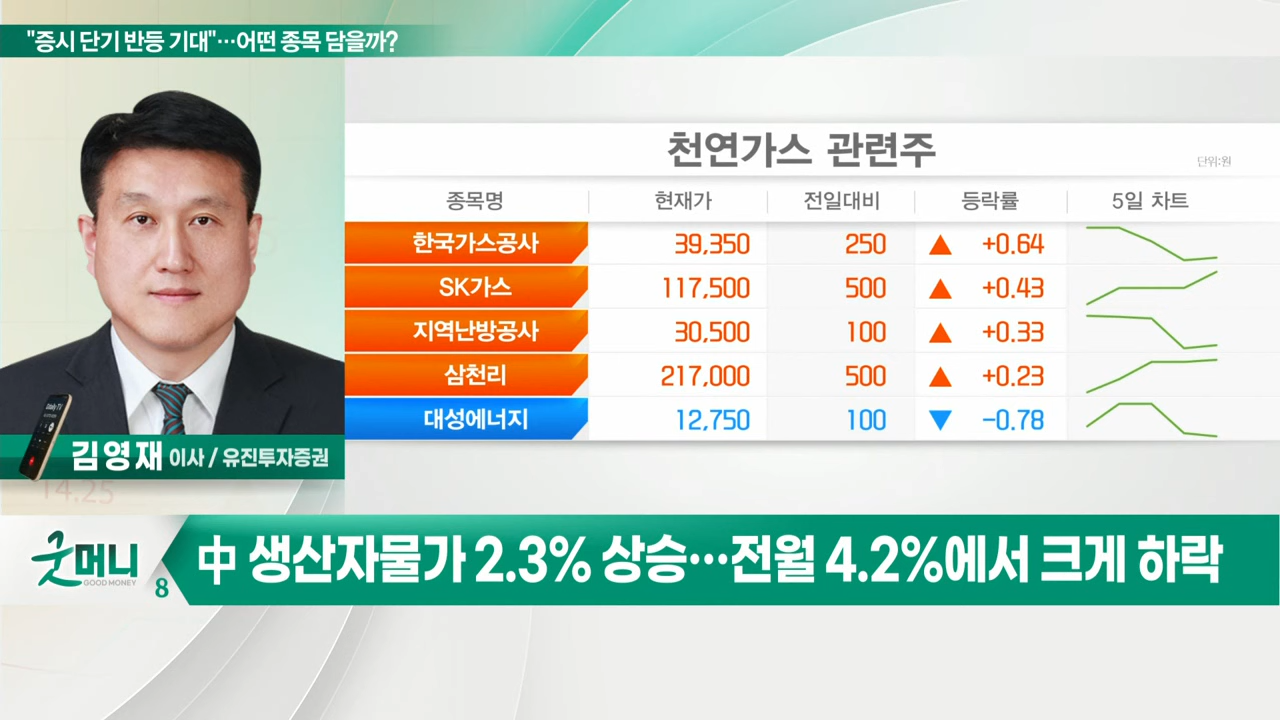 "증시 단기 반등 기대"…어떤 종목 담을까?
천연가스 관련주
단위:원
종목명 현재가 전일대비 등락률 5일 차트
한국가스공사 39,350 250 ▲ +0.64
SK가스 117,500 500 ▲ +0.43
지역난방공사 30,500 100 ▲ +0.33
삼천리 217,000 500 ▲ +0.23
대성에너지 12,750 100 ▼ -0.78
김영재 이사 / 유진투자증권
14.25
굿머니
GOOD MONEY
8
中 생산자물가 2.3% 상승…전월 4.2%에서 크게 하락